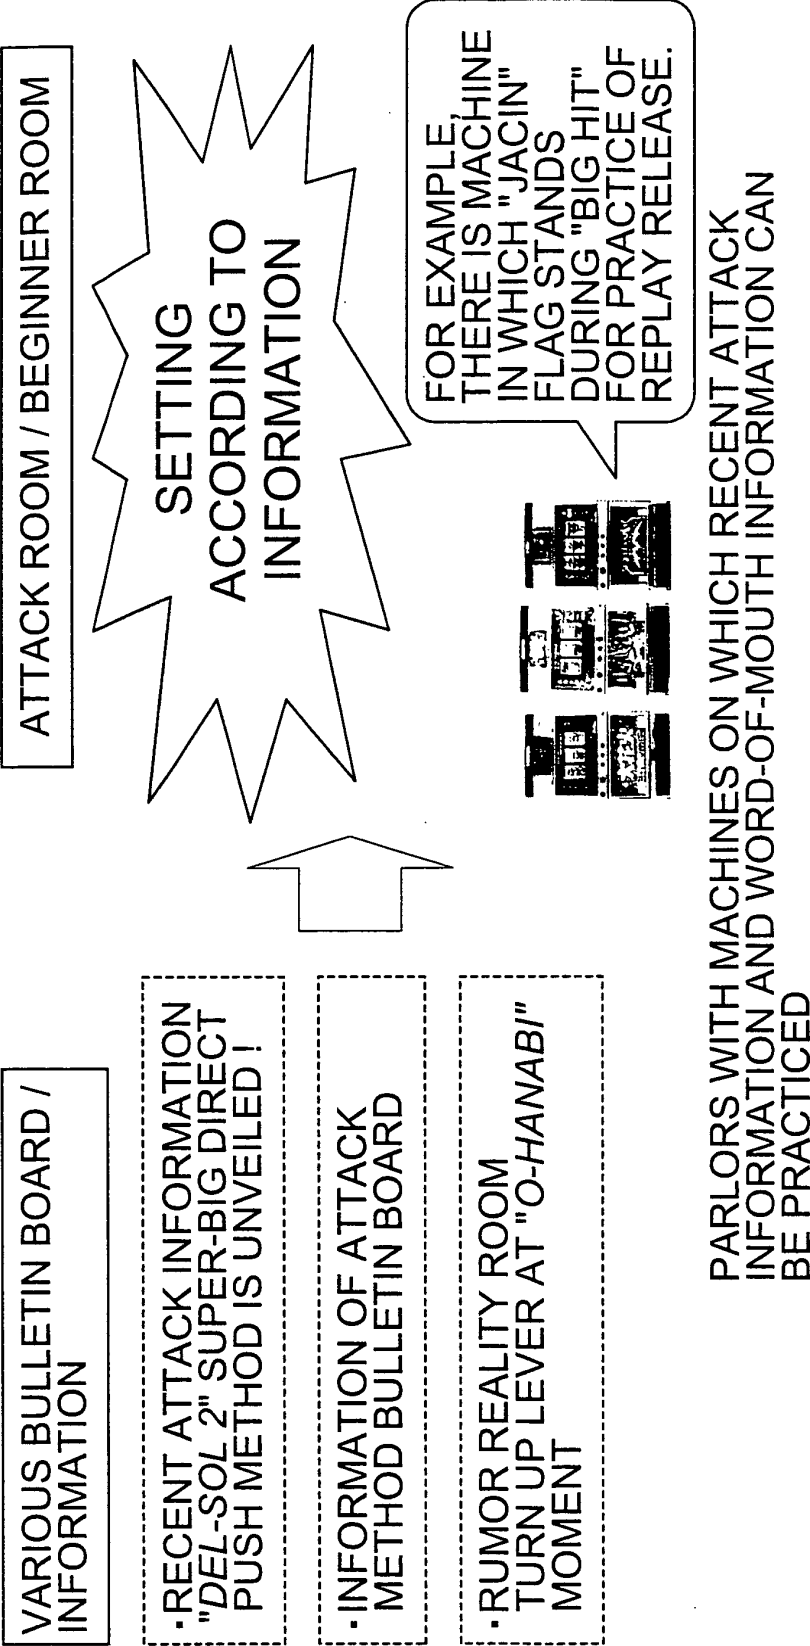 VARIOUS BULLETIN BOARD /
INFORMATION
·RECENT ATTACK INFORMATION
"DEL-SOL 2" SUPER-BIG DIRECT
PUSH METHOD IS UNVEILED !
·INFORMATION OF ATTACK
METHOD BULLETIN BOARD
·RUMOR REALITY ROOM
TURN UP LEVER AT "O-HANABI"
MOMENT
ATTACK ROOM / BEGINNER ROOM
SETTING
ACCORDING TO
INFORMATION
FOR EXAMPLE,
THERE IS MACHINE
IN WHICH "JACIN"
FLAG STANDS
DURING "BIG HIT"
FOR PRACTICE OF
REPLAY RELEASE.
PARLORS WITH MACHINES ON WHICH RECENT ATTACK
INFORMATION AND WORD-OF-MOUTH INFORMATION CAN
BE PRACTICED